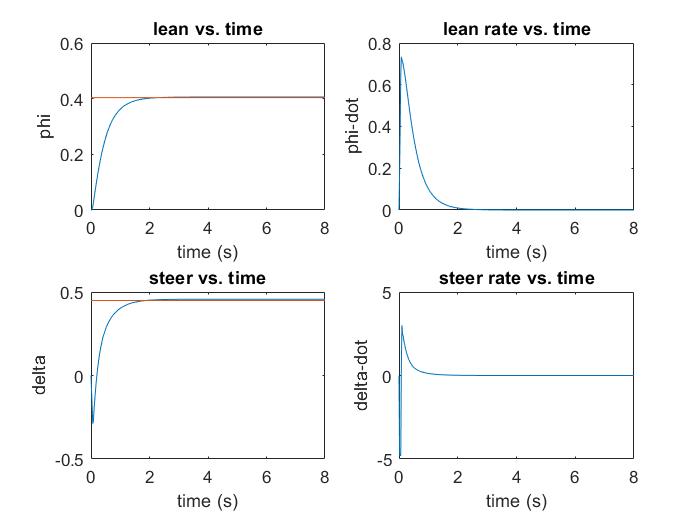 lean vs. time
0.6
0.4
0.2
0
phi
0 2 4 6 8
time (s)
lean rate vs. time
0.8
0.6
0.4
0.2
0
phi-dot
0 2 4 6 8
time (s)
steer vs. time
0.5
0
-0.5
delta
0 2 4 6 8
time (s)
steer rate vs. time
5
0
-5
delta-dot
0 2 4 6 8
time (s)